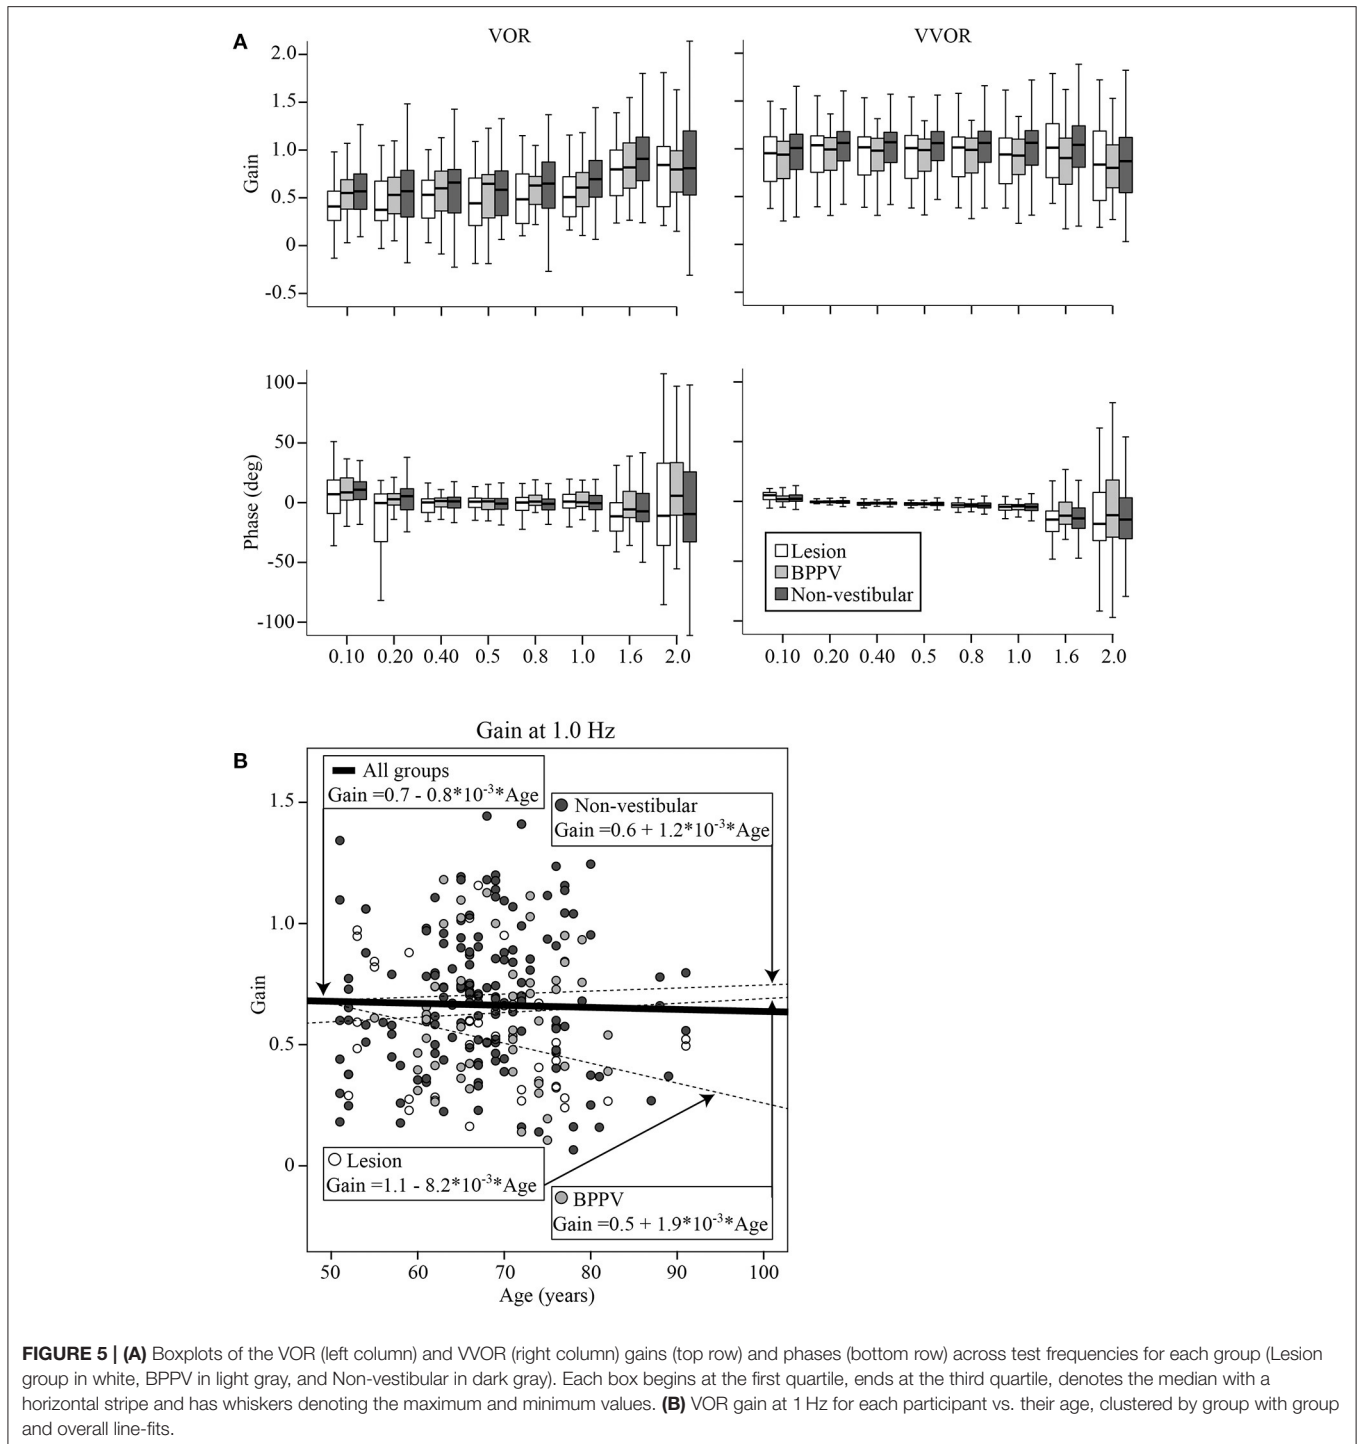 A
VOR
VVOR
2.0
1.5
1.0
0.5
0
-0.5
Gain
100
50
0
-50
-100
Phase (deg)
Lesion
BPPV
Non-vestibular
0.10 0.20 0.40 0.5 0.8 1.0 1.6 2.0
0.10 0.20 0.40 0.5 0.8 1.0 1.6 2.0
B
Gain at 1.0 Hz
All groups
Gain =0.7 - 0.8*10-3*Age
Non-vestibular
Gain =0.6 + 1.2*10-3*Age
1.5
1.0
0.5
0
Gain
Lesion
Gain =1.1 - 8.2*10-3*Age
BPPV
Gain =0.5 + 1.9*10-3*Age
50 60 70 80 90 100
Age (years)
FIGURE 5 | (A) Boxplots of the VOR (left column) and VVOR (right column) gains (top row) and phases (bottom row) across test frequencies for each group (Lesion
group in white, BPPV in light gray, and Non-vestibular in dark gray). Each box begins at the first quartile, ends at the third quartile, denotes the median with a
horizontal stripe and has whiskers denoting the maximum and minimum values. (B) VOR gain at 1 Hz for each participant vs. their age, clustered by group with group
and overall line-fits.